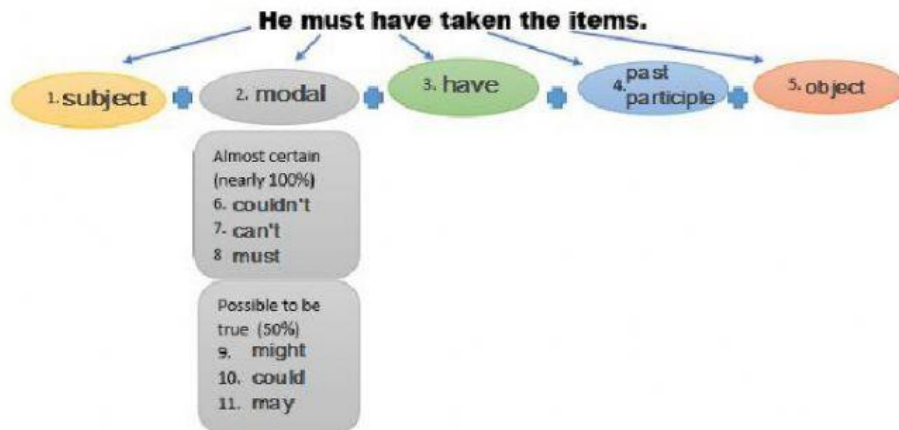 He must have taken the items.
1. subject
2. modal
3. have
4. past participle
5. object
Almost certain
(nearly 100%)
6. couldn't
7. can't
8 must
Possible to be
true (50%)
9. might
10. could
11. may